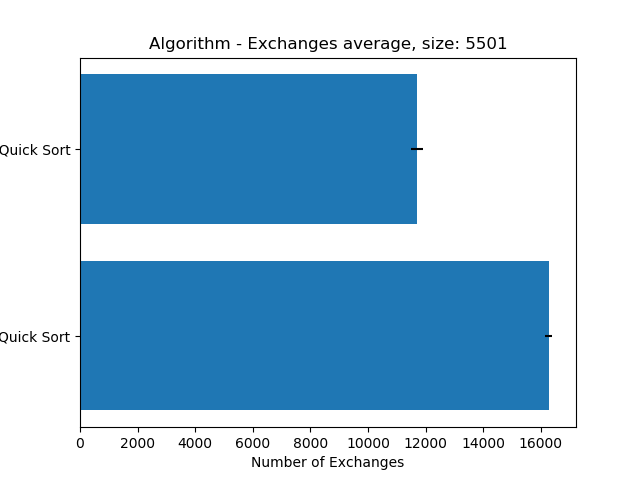 Algorithm - Exchanges average, size: 5501
Quick Sort
Quick Sort
0 2000 4000 6000 8000 10000 12000 14000 16000
Number of Exchanges